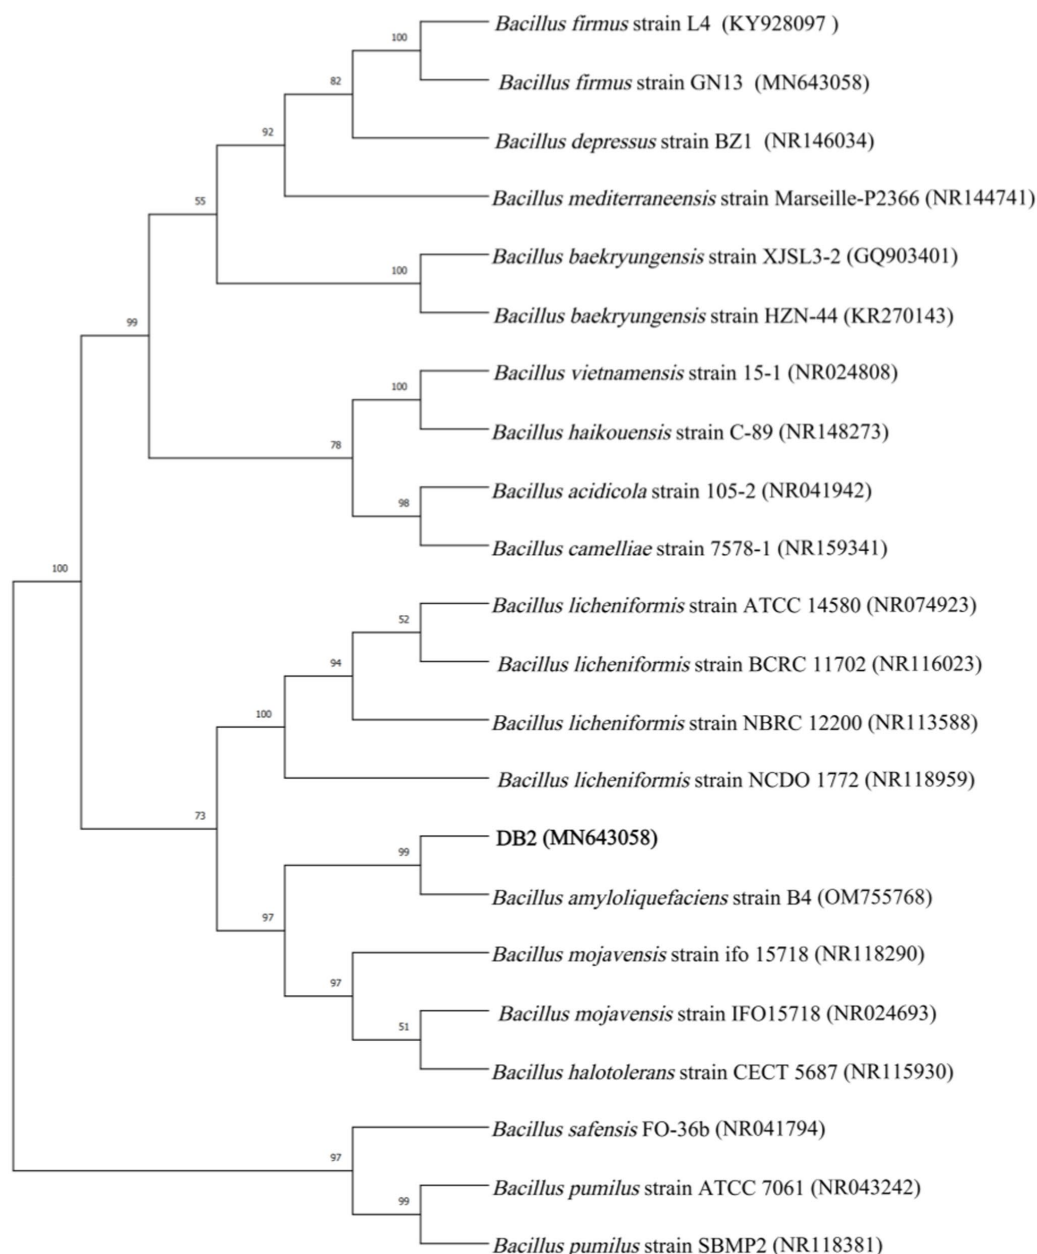 Bacillus firmus strain L4 (KY928097 )
100
Bacillus firmus strain GN13 (MN643058)
82
Bacillus depressus strain BZ1 (NR146034)
92
Bacillus mediterraneensis strain Marseille-P2366 (NR144741)
55
Bacillus baekryungensis strain XJSL3-2 (GQ903401)
100
Bacillus baekryungensis strain HZN-44 (KR270143)
99
Bacillus vietnamensis strain 15-1 (NR024808)
100
Bacillus haikouensis strain C-89 (NR148273)
78
Bacillus acidicola strain 105-2 (NR041942)
98
Bacillus camelliae strain 7578-1 (NR159341)
100
Bacillus licheniformis strain ATCC 14580 (NR074923)
52
Bacillus licheniformis strain BCRC 11702 (NR116023)
94
Bacillus licheniformis strain NBRC 12200 (NR113588)
100
Bacillus licheniformis strain NCDO 1772 (NR118959)
73
DB2 (MN643058)
99
Bacillus amyloliquefaciens strain B4 (OM755768)
97
Bacillus mojavensis strain ifo 15718 (NR118290)
97
Bacillus mojavensis strain IFO15718 (NR024693)
51
Bacillus halotolerans strain CECT 5687 (NR115930)
Bacillus safensis FO-36b (NR041794)
97
Bacillus pumilus strain ATCC 7061 (NR043242)
99
Bacillus pumilus strain SBMP2 (NR118381)